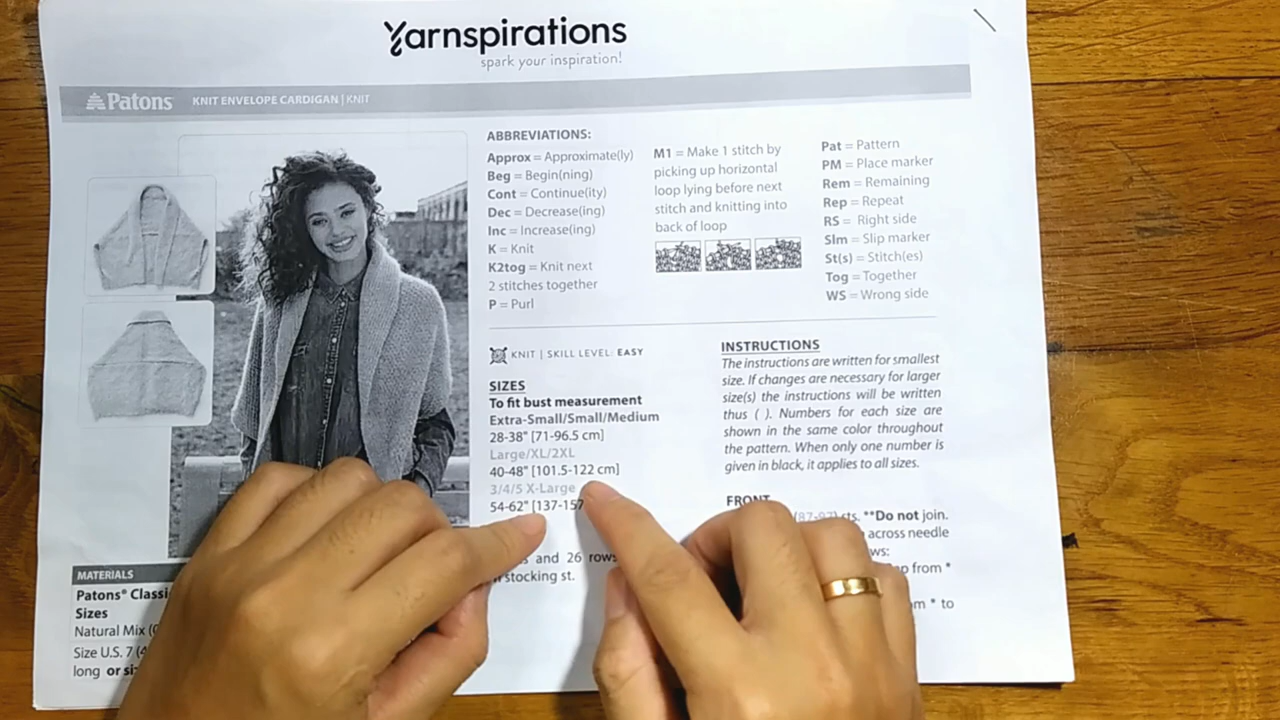 Yarnspirations
spark your inspiration!
Patons KNIT ENVELOPE CARDIGAN | KNIT
ABBREVIATIONS:
Approx = Approximate(ly)
Beg = Begin(ning)
Cont = Continue(ity)
Dec = Decrease(ing)
Inc = Increase(ing)
K = Knit
K2tog = Knit next
2 stitches together
P = Purl
M1 = Make 1 stitch by
picking up horizontal
loop lying before next
stitch and knitting into
back of loop
Pat = Pattern
PM = Place marker
Rem = Remaining
Rep = Repeat
RS = Right side
Slm = Slip marker
St(s) = Stitch(es)
Tog = Together
WS = Wrong side
KNIT | SKILL LEVEL: EASY
SIZES
To fit bust measurement
Extra-Small/Small/Medium
28-38" [71-96.5 cm]
Large/XL/2XL
40-48" [101.5-122 cm]
3/4/5 X-Large
54-62" [137-157
and 26 rows
stocking st.
INSTRUCTIONS
The instructions are written for smallest
size. If changes are necessary for larger
size(s) the instructions will be written
thus ( ). Numbers for each size are
shown in the same color throughout
the pattern. When only one number is
given in black, it applies to all sizes.
FRONT
(87-97) sts. **Do not join.
across needle
from *
* to
MATERIALS
Patons® Classi
Sizes
Natural Mix
Size U.S. 7
long or